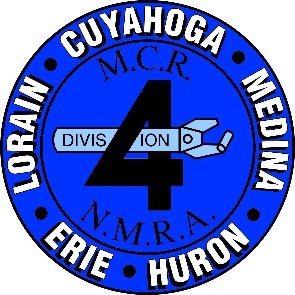 LORAIN • CUYAHOGA • MEDINA • HURON • ERIE •
M.C.R.
DIVISION
4
N.M.R.A.